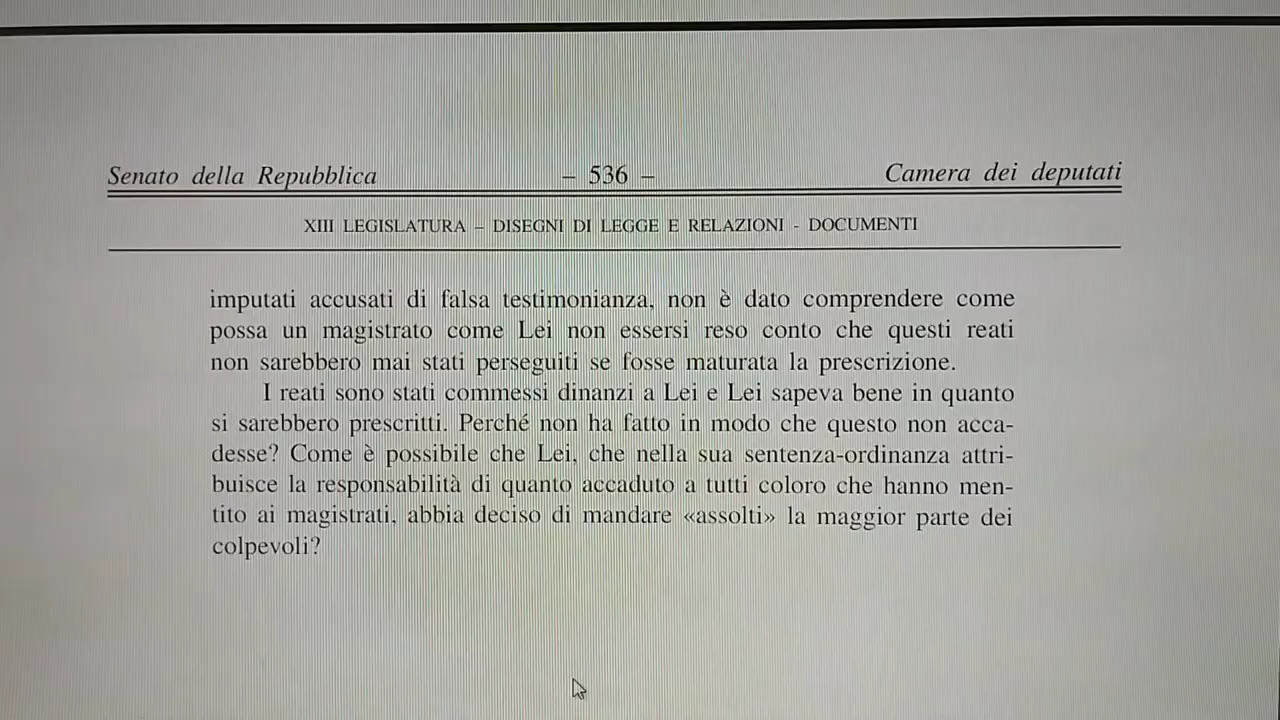 Senato della Repubblica – 536 – Camera dei deputati
XIII LEGISLATURA – DISEGNI DI LEGGE E RELAZIONI - DOCUMENTI
imputati accusati di falsa testimonianza, non è dato comprendere come
possa un magistrato come Lei non essersi reso conto che questi reati
non sarebbero mai stati perseguiti se fosse maturata la prescrizione.
I reati sono stati commessi dinanzi a Lei e Lei sapeva bene in quanto
si sarebbero prescritti. Perché non ha fatto in modo che questo non acca-
desse? Come è possibile che Lei, che nella sua sentenza-ordinanza attri-
buisce la responsabilità di quanto accaduto a tutti coloro che hanno men-
tito ai magistrati, abbia deciso di mandare «assolti» la maggior parte dei
colpevoli?